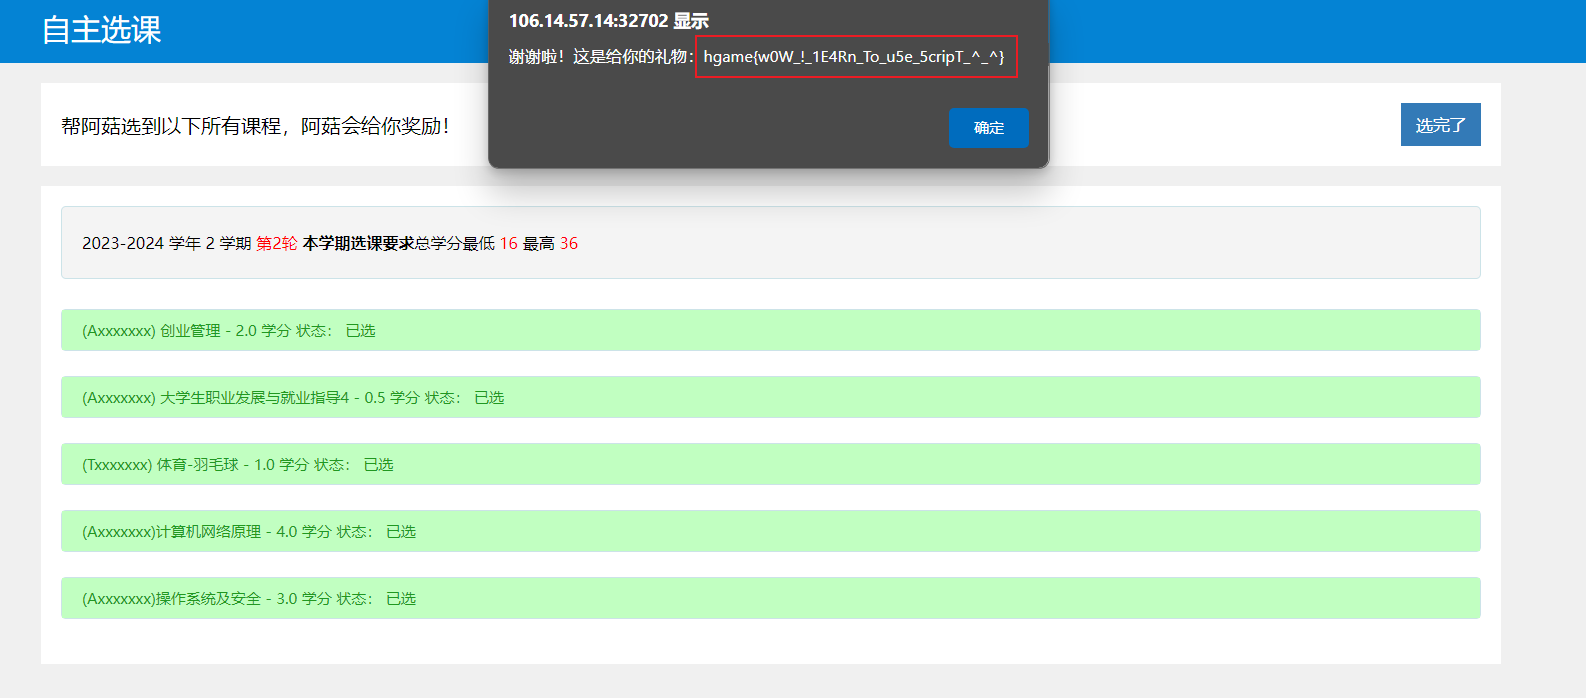 自主选课
106.14.57.14:32702 显示
谢谢啦！这是给你的礼物：hgame{w0W_!_1E4Rn_To_u5e_5cripT_^_^}
确定
帮阿菇选到以下所有课程，阿菇会给你奖励！
选完了
2023-2024 学年 2 学期 第2轮 本学期选课要求总学分最低 16 最高 36
(Axxxxxxx) 创业管理 - 2.0 学分 状态： 已选
(Axxxxxxx) 大学生职业发展与就业指导4 - 0.5 学分 状态： 已选
(Txxxxxxx) 体育-羽毛球 - 1.0 学分 状态： 已选
(Axxxxxxx)计算机网络原理 - 4.0 学分 状态： 已选
(Axxxxxxx)操作系统及安全 - 3.0 学分 状态： 已选